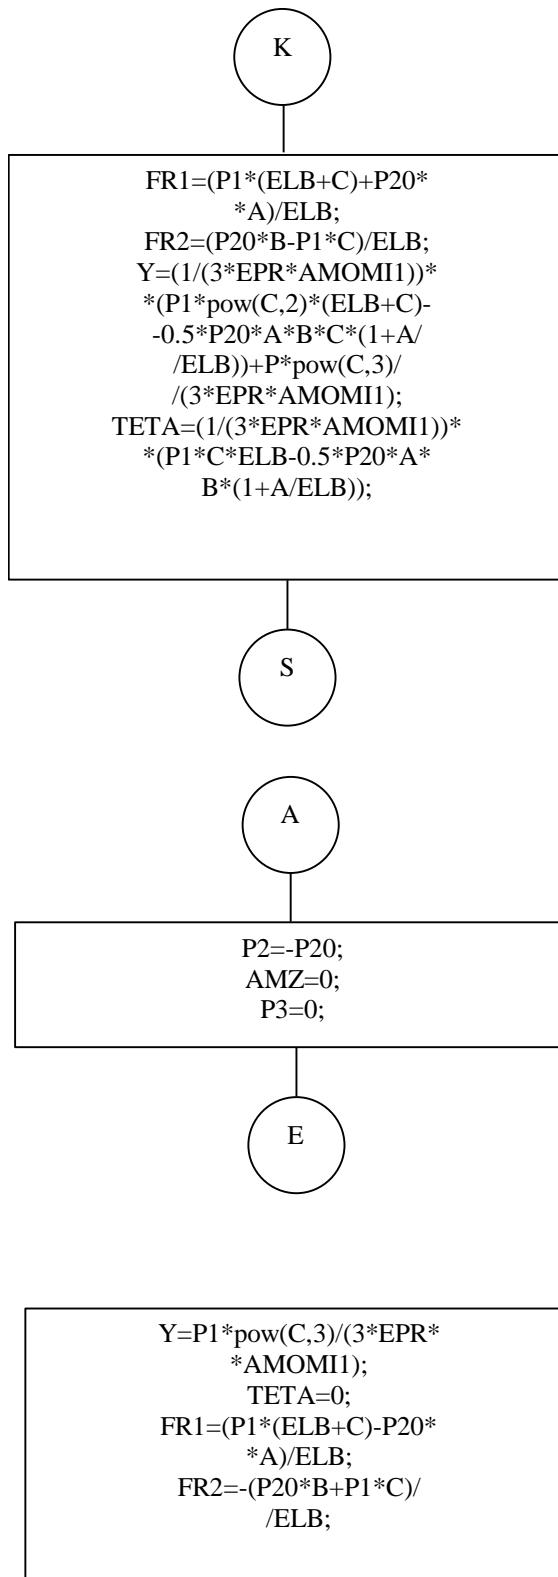 K
FR1=(P1*(ELB+C)+P20*
*A)/ELB;
FR2=(P20*B-P1*C)/ELB;
Y=(1/(3*EPR*AMOMI1))*
*(P1*pow(C,2)*(ELB+C)-
-0.5*P20*A*B*C*(1+A/
/ELB))+P*pow(C,3)/
/(3*EPR*AMOMI1);
TETA=(1/(3*EPR*AMOMI1))*
*(P1*C*ELB-0.5*P20*A*
B*(1+A/ELB));
S
A
P2=-P20;
AMZ=0;
P3=0;
E
Y=P1*pow(C,3)/(3*EPR*
*AMOMI1);
TETA=0;
FR1=(P1*(ELB+C)-P20*
*A)/ELB;
FR2=-(P20*B+P1*C)/
/ELB;